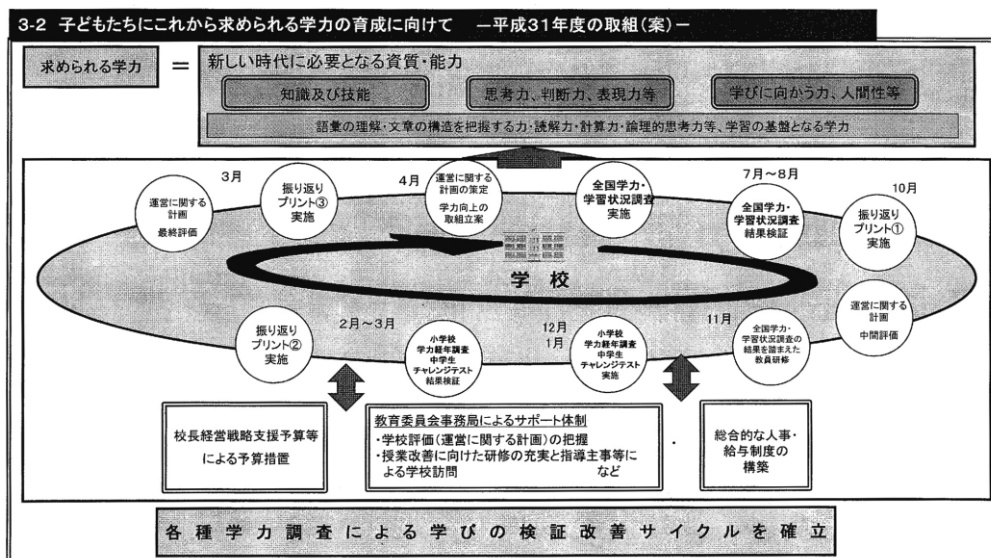 3-2 子どもたちにこれから求められる学力の育成に向けて －平成31年度の取組(案)－
求められる学力
＝
新しい時代に必要となる資質・能力
知識及び技能
思考力、判断力、表現力等
学びに向かう力、人間性等
語彙の理解・文章の構造を把握する力・読解力・計算力・論理的思考力等、学習の基盤となる学力
3月
運営に関する
計画
最終評価
振り返り
プリント③
実施
4月
運営に関する
計画の策定
学力向上の
取組立案
全国学力・
学習状況調査
実施
7月～8月
全国学力・
学習状況調査
結果検証
10月
振り返り
プリント①
実施
学校
運営に関する
計画
中間評価
11月
全国学力・
学習状況調査の
結果を踏まえた
教員研修
12月
1月
小学校
学力経年調査
中学生
チャレンジテスト
実施
2月～3月
小学校
学力経年調査
中学生
チャレンジテスト
結果検証
振り返り
プリント②
実施
校長経営戦略支援予算等
による予算措置
教育委員会事務局によるサポート体制
・学校評価(運営に関する計画)の把握
・授業改善に向けた研修の充実と指導主事等に
よる学校訪問 など
・
総合的な人事・
給与制度の
構築
各種学力調査による学びの検証改善サイクルを確立